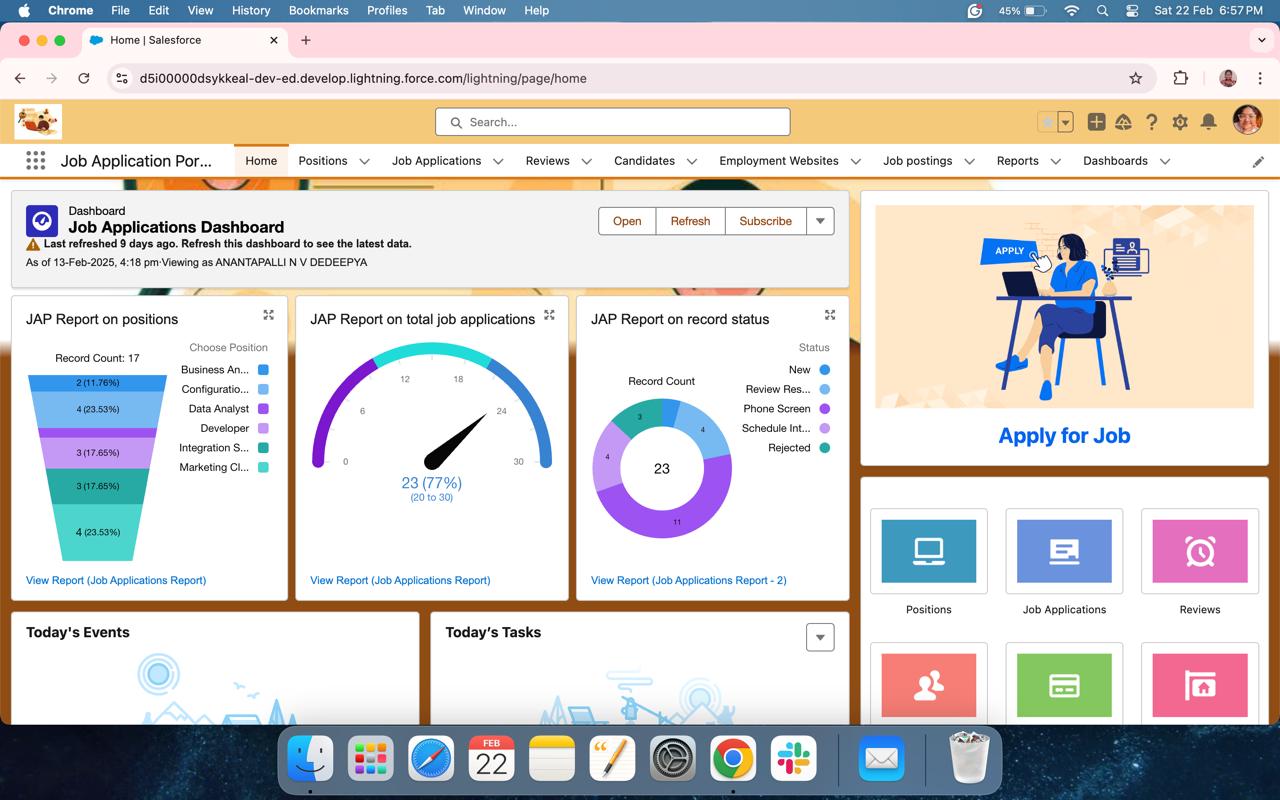 Chrome File Edit View History Bookmarks Profiles Tab Window Help 45% Sat 22 Feb 6:57 PM
Home | Salesforce
d5i00000dsykkeal-dev-ed.develop.lightning.force.com/lightning/page/home
Search...
Job Application Por... Home Positions Job Applications Reviews Candidates Employment Websites Job postings Reports Dashboards
Dashboard
Job Applications Dashboard
Last refreshed 9 days ago. Refresh this dashboard to see the latest data.
As of 13-Feb-2025, 4:18 pm·Viewing as ANANTAPALLI N V DEDEEPYA
Open Refresh Subscribe
JAP Report on positions
Record Count: 17
Choose Position
Business An...
Configuratio...
Data Analyst
Developer
Integration S...
Marketing Cl...
2 (11.76%)
4 (23.53%)
3 (17.65%)
3 (17.65%)
4 (23.53%)
View Report (Job Applications Report)
JAP Report on total job applications
0
6
12
18
24
30
23 (77%)
(20 to 30)
View Report (Job Applications Report)
JAP Report on record status
Record Count
Status
New
Review Res...
Phone Screen
Schedule Int...
Rejected
3
4
4
23
11
View Report (Job Applications Report - 2)
APPLY
Apply for Job
Positions Job Applications Reviews
Today's Events
Today’s Tasks
FEB
22